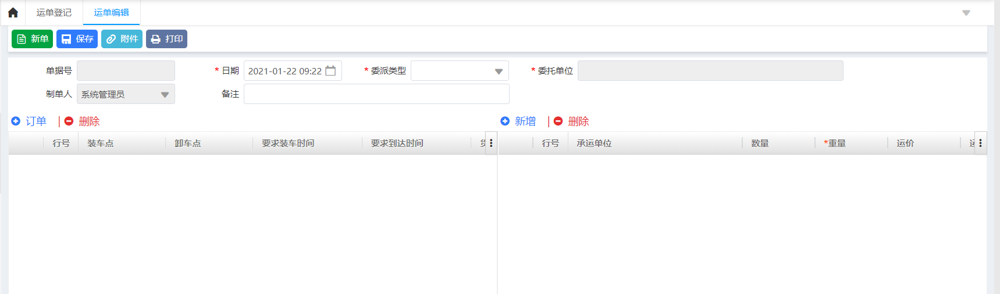 运单登记 运单编辑
新单 保存 附件 打印
单据号 * 日期 2021-01-22 09:22 * 委派类型 * 委托单位
制单人 系统管理员 备注
订单 | 删除 新增 | 删除
行号 装车点 卸车点 要求装车时间 要求到达时间 行号 承运单位 数量 *重量 运价